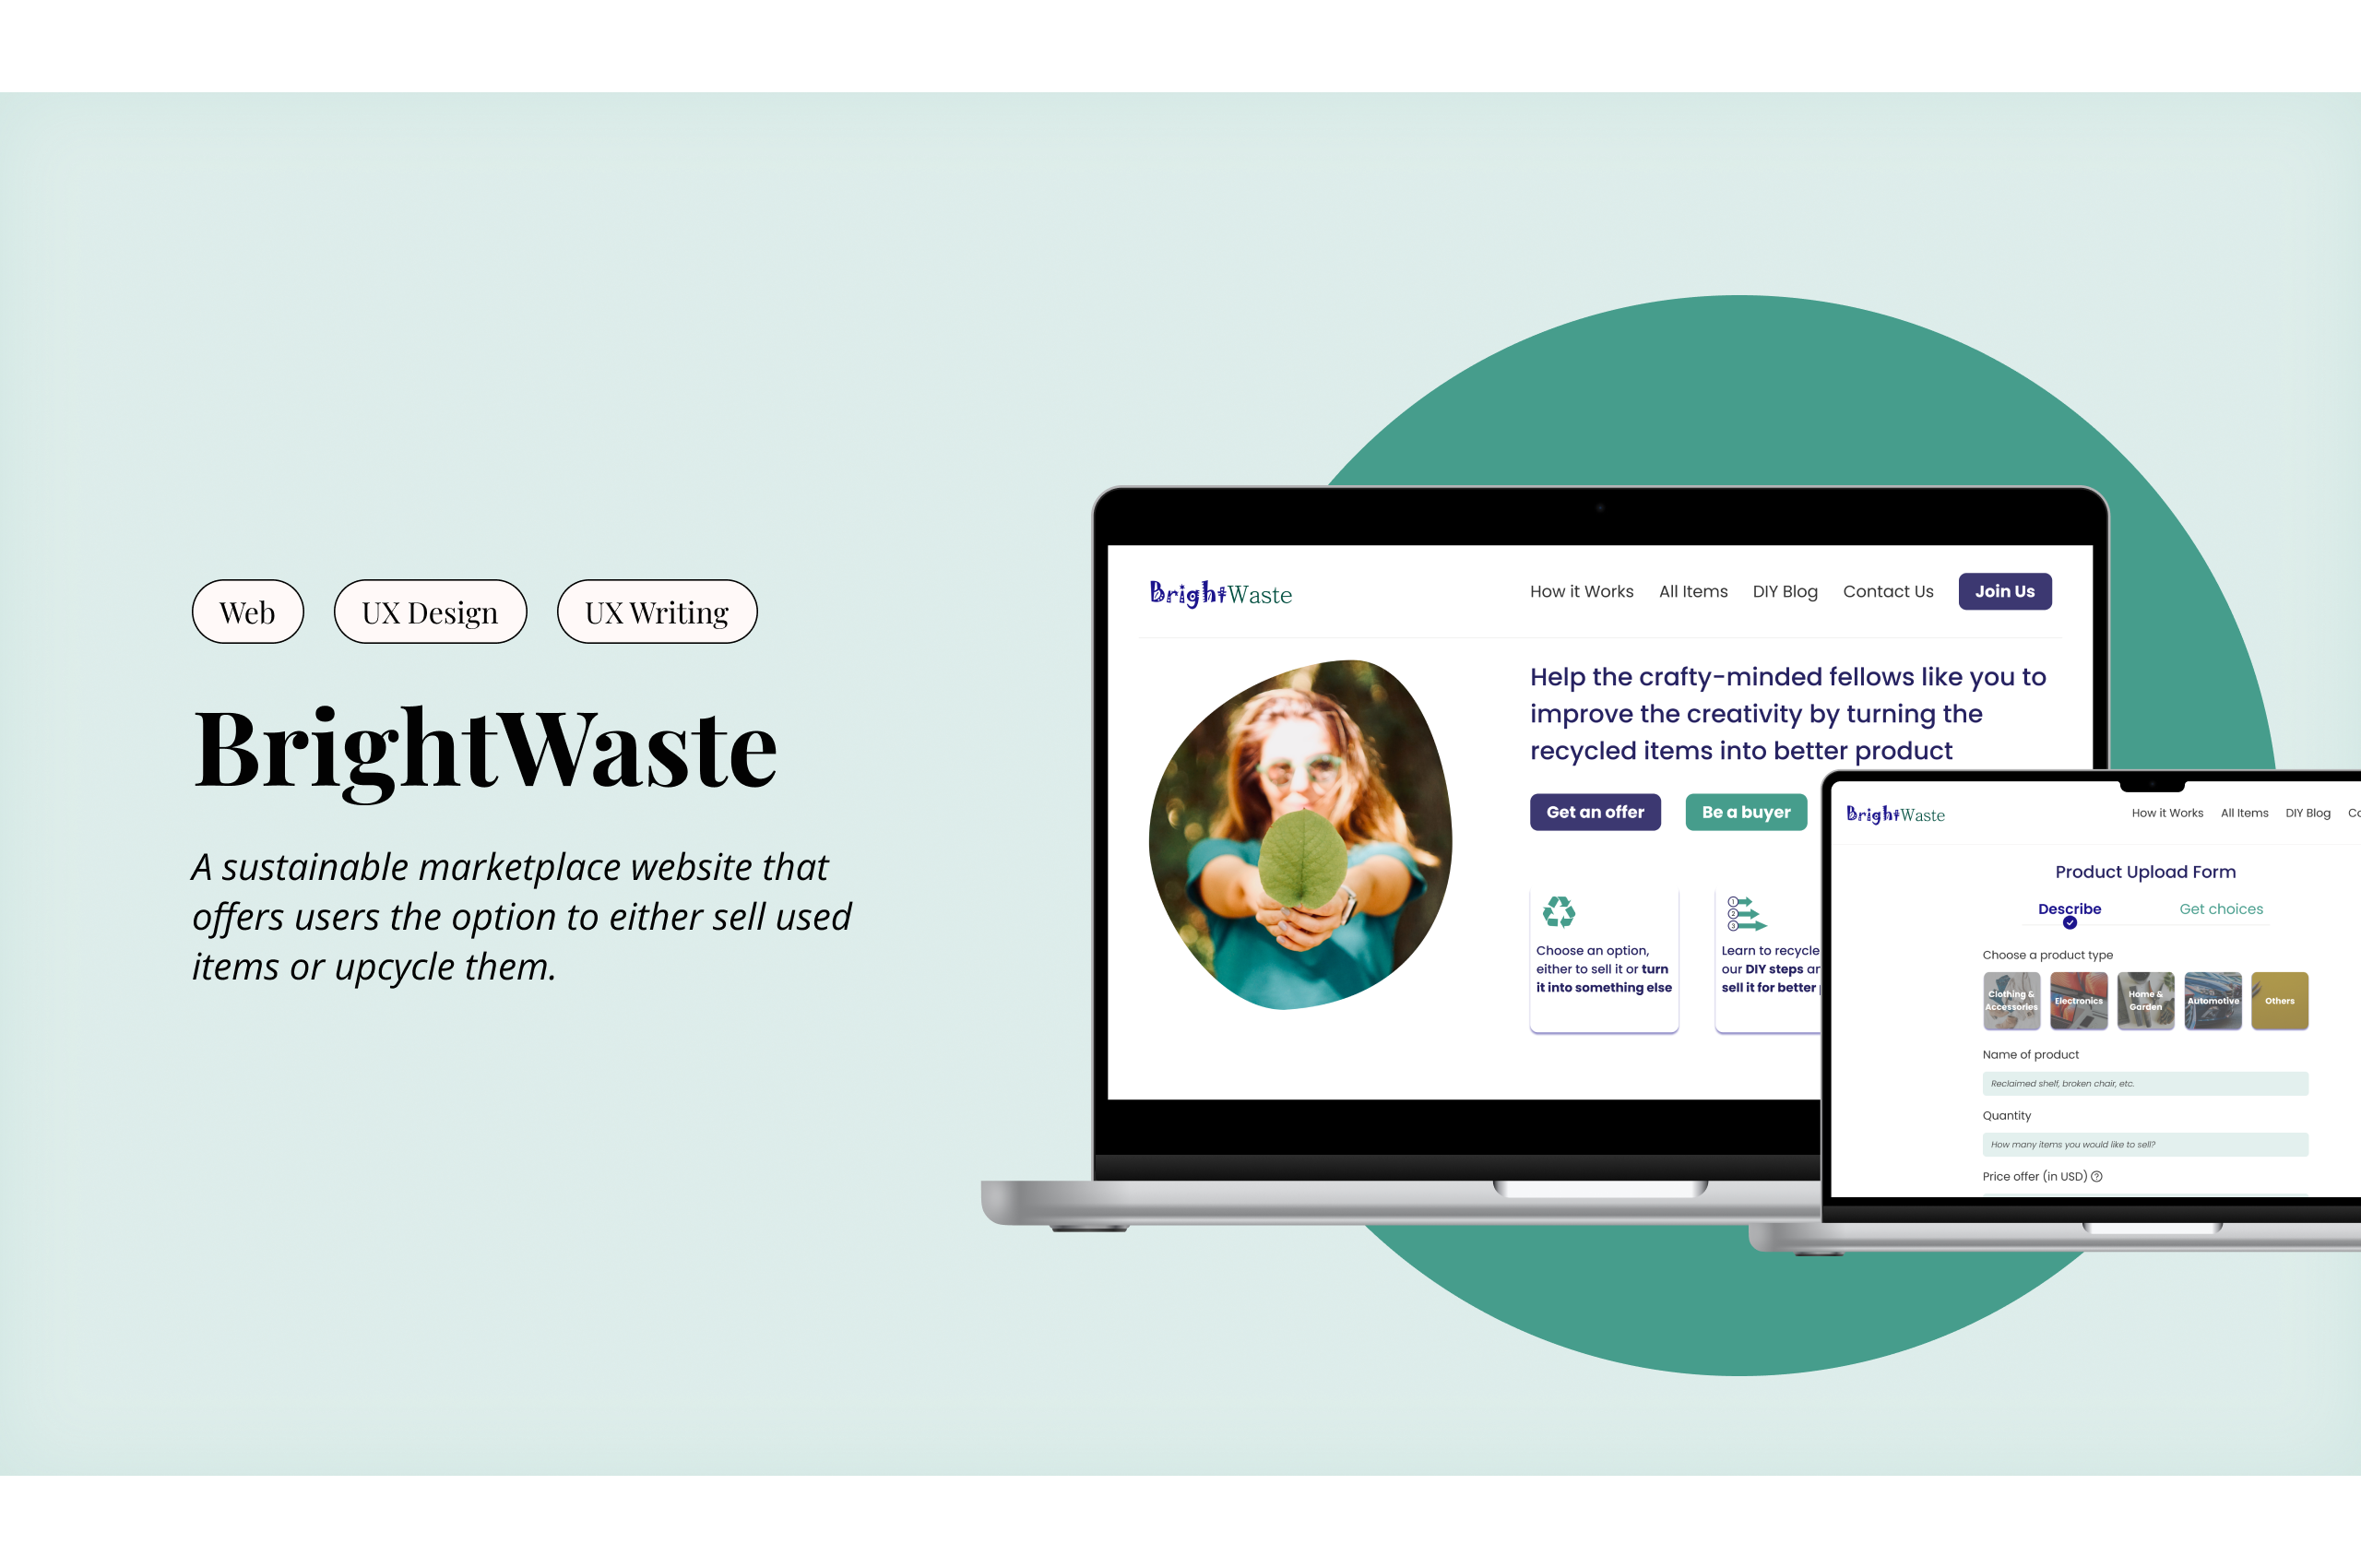 Web
UX Design
UX Writing
BrightWaste
A sustainable marketplace website that
offers users the option to either sell used
items or upcycle them.
BrightWaste
How it Works
All Items
DIY Blog
Contact Us
Join Us
Help the crafty-minded fellows like you to
improve the creativity by turning the
recycled items into better product
Get an offer
Be a buyer
Choose an option,
either to sell it or turn
it into something else
1
2
3
Learn to recycle
our DIY steps
sell it for better
BrightWaste
How it Works
All Items
DIY Blog
Product Upload Form
Describe
Get choices
Choose a product type
Clothing &
Accessories
Electronics
Home &
Garden
Automotive
Others
Name of product
Reclaimed shelf, broken chair, etc.
Quantity
How many items you would like to sell?
Price offer (in USD) ?